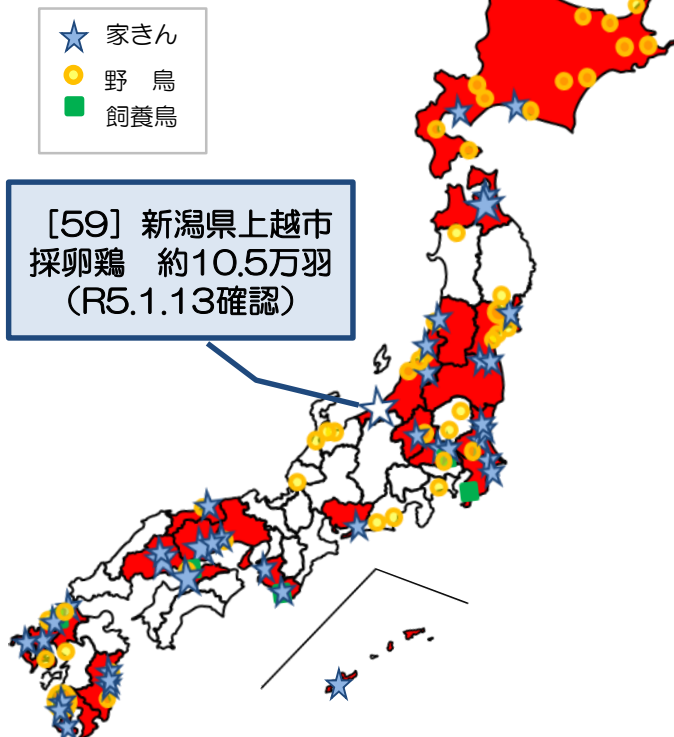 家きん
野　鳥
飼養鳥
［59］新潟県上越市
採卵鶏　約10.5万羽
（R5.1.13確認）